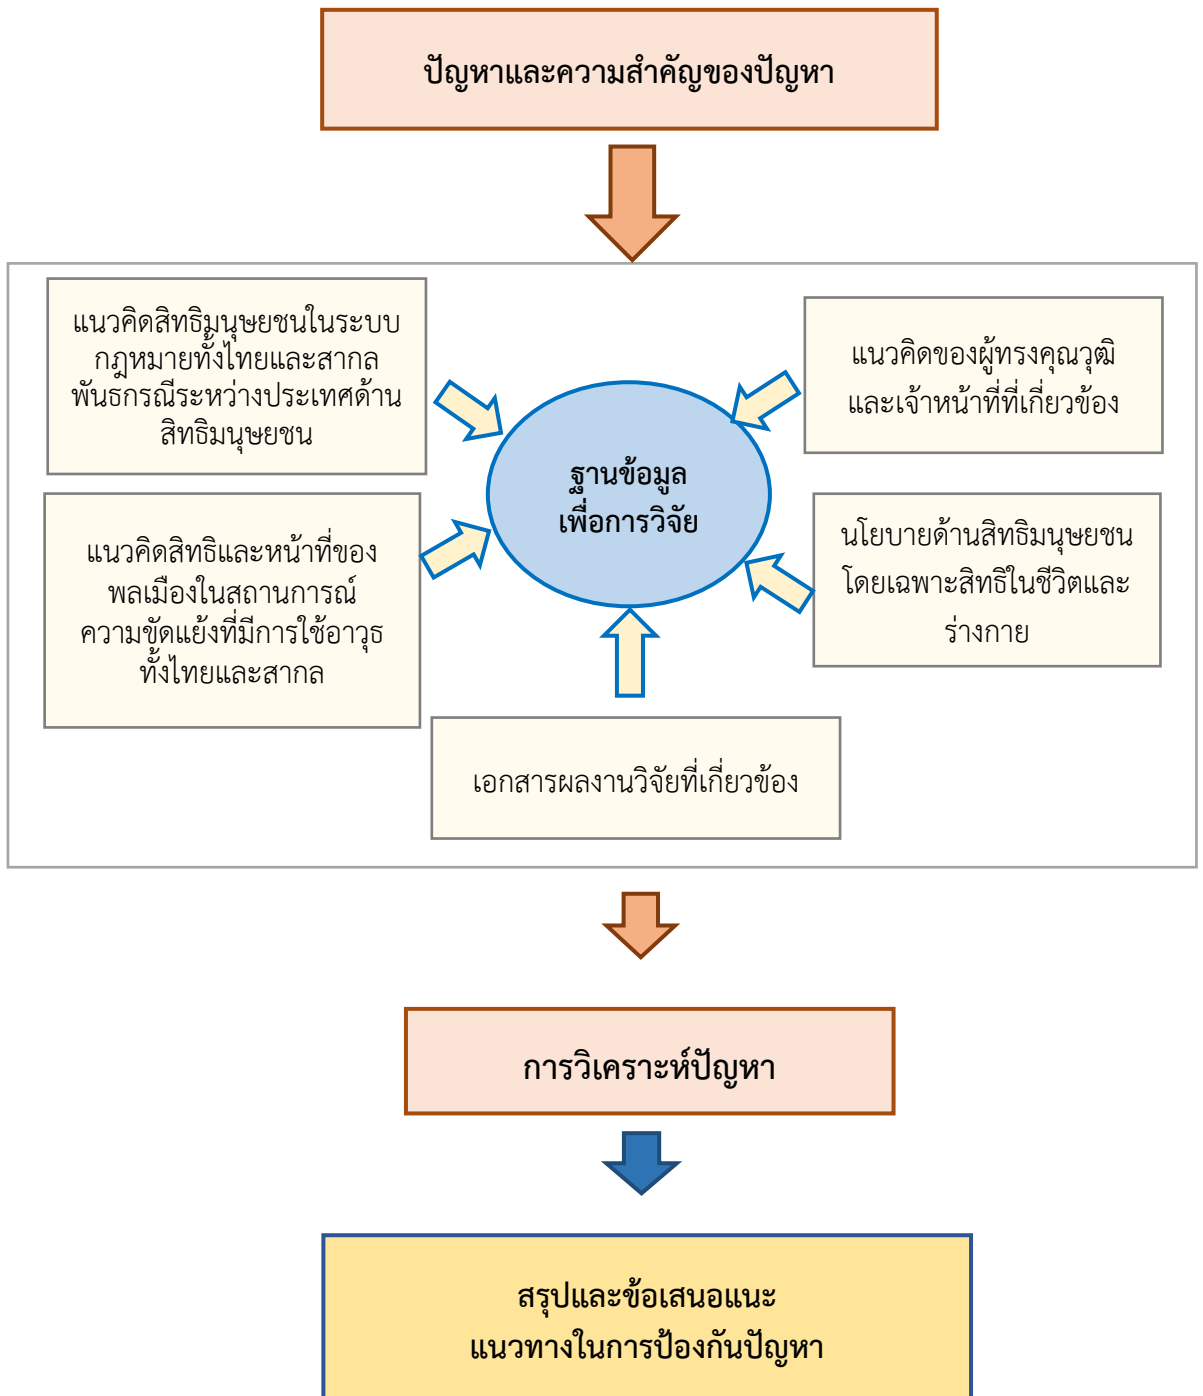 ปัญหาและความสำคัญของปัญหา
แนวคิดสิทธิมนุษยชนในระบบ
กฎหมายทั้งไทยและสากล
พันธกรณีระหว่างประเทศด้าน
สิทธิมนุษยชน
แนวคิดของผู้ทรงคุณวุฒิ
และเจ้าหน้าที่ที่เกี่ยวข้อง
ฐานข้อมูล
เพื่อการวิจัย
แนวคิดสิทธิและหน้าที่ของ
พลเมืองในสถานการณ์
ความขัดแย้งที่มีการใช้อาวุธ
ทั้งไทยและสากล
นโยบายด้านสิทธิมนุษยชน
โดยเฉพาะสิทธิในชีวิตและ
ร่างกาย
เอกสารผลงานวิจัยที่เกี่ยวข้อง
การวิเคราะห์ปัญหา
สรุปและข้อเสนอแนะ
แนวทางในการป้องกันปัญหา